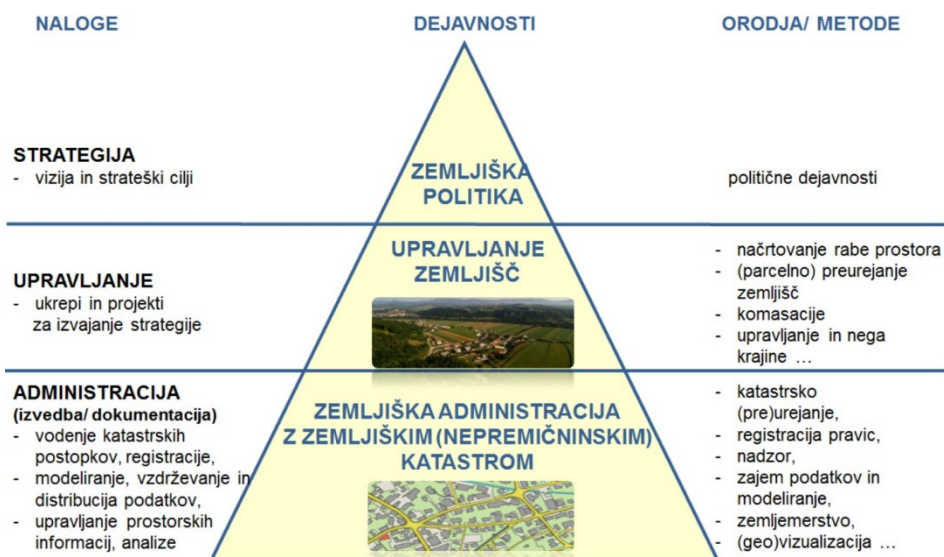 NALOGE
DEJAVNOSTI
ORODJA/ METODE
STRATEGIJA
- vizija in strateški cilji
ZEMLJIŠKA
POLITIKA
politične dejavnosti
UPRAVLJANJE
- ukrepi in projekti
za izvajanje strategije
UPRAVLJANJE
ZEMLJIŠČ
- načrtovanje rabe prostora
- (parcelno) preurejanje
zemljišč
- komasacije
- upravljanje in nega
krajine ...
ADMINISTRACIJA
(izvedba/ dokumentacija)
- vodenje katastrskih
postopkov, registracije,
- modeliranje, vzdrževanje in
distribucija podatkov,
- upravljanje prostorskih
informacij, analize
ZEMLJIŠKA ADMINISTRACIJA
Z ZEMLJIŠKIM (NEPREMIČNINSKIM)
KATASTROM
- katastrsko
(pre)urejanje,
- registracija pravic,
- nadzor,
- zajem podatkov in
modeliranje,
- zemljemerstvo,
- (geo)vizualizacija ...